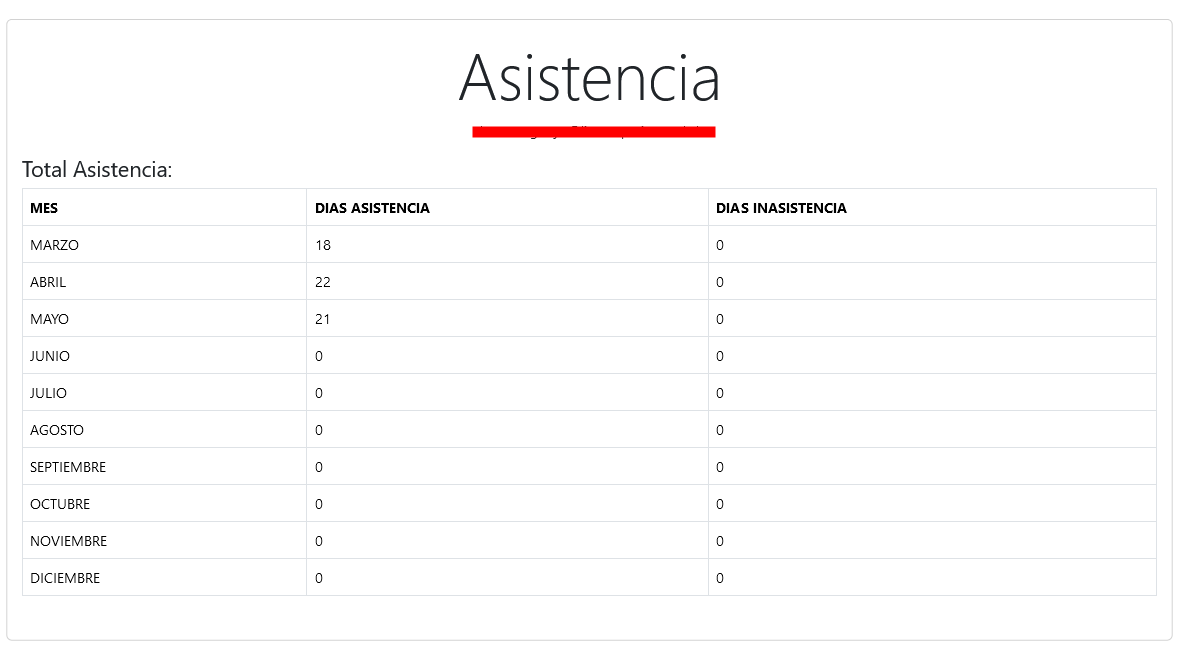 Asistencia
Total Asistencia:
MES DIAS ASISTENCIA DIAS INASISTENCIA
MARZO 18 0
ABRIL 22 0
MAYO 21 0
JUNIO 0 0
JULIO 0 0
AGOSTO 0 0
SEPTIEMBRE 0 0
OCTUBRE 0 0
NOVIEMBRE 0 0
DICIEMBRE 0 0